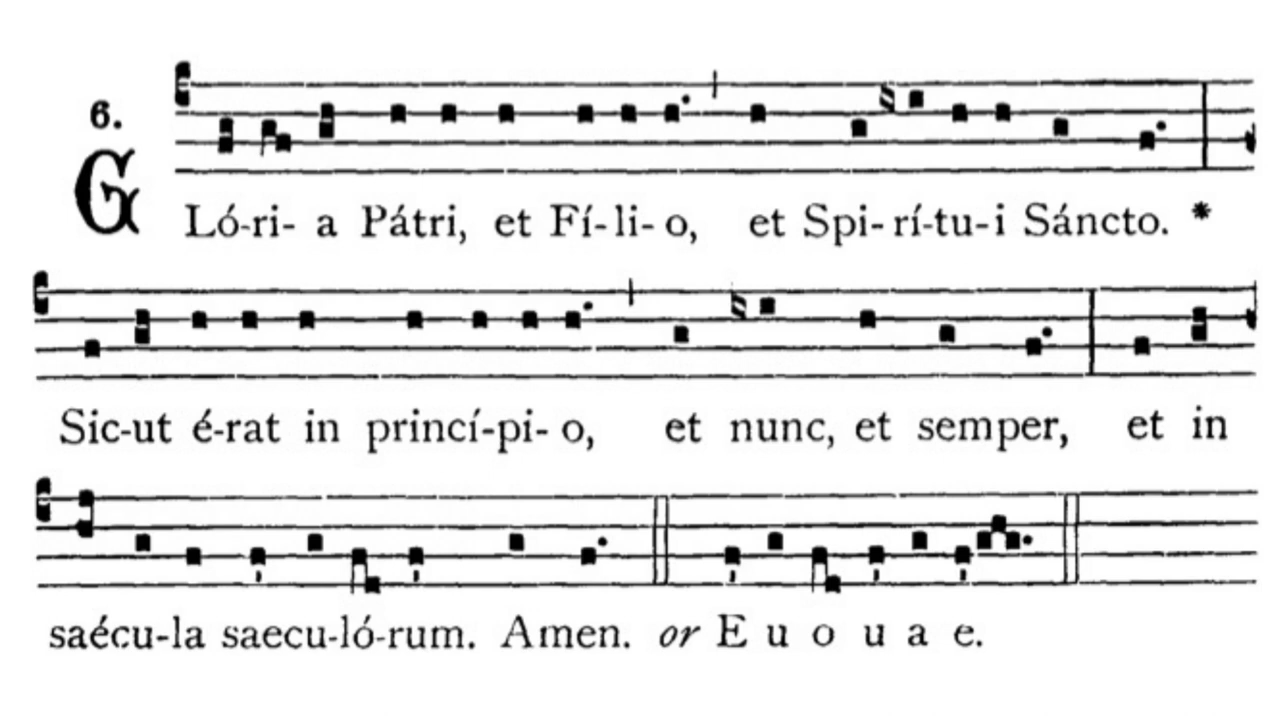 6.
GLó-ri- a Pátri, et Fí-li- o, et Spi-rí-tu-i Sáncto. *
Sic-ut é-rat in princí-pi- o, et nunc, et semper, et in
saécu-la saecu-ló-rum. Amen. or E u o u a e.